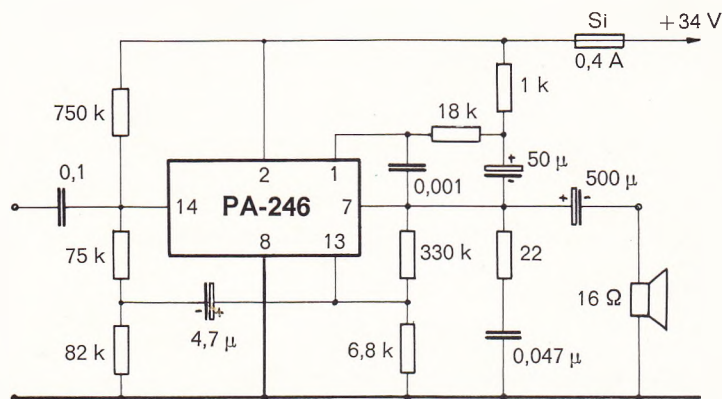 Si
+34 V
0,4 A
1 k
18 k
750 k
0,1
2
1
50 µ
+
-
0,001
500 µ
+
-
14
PA-246
7
8
13
75 k
330 k
22
16 Ω
-
+
4,7 µ
82 k
6,8 k
0,047 µ